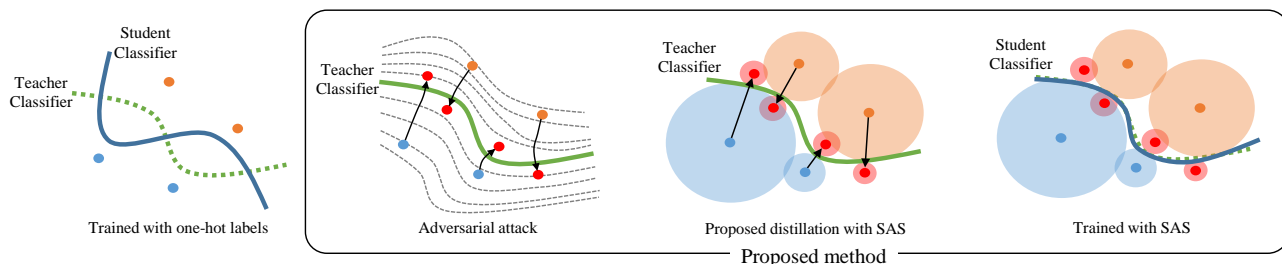 Student
Classifier
Teacher
Classifier
Trained with one-hot labels
Teacher
Classifier
Adversarial attack
Teacher
Classifier
Proposed distillation with SAS
Student
Classifier
Trained with SAS
Proposed method